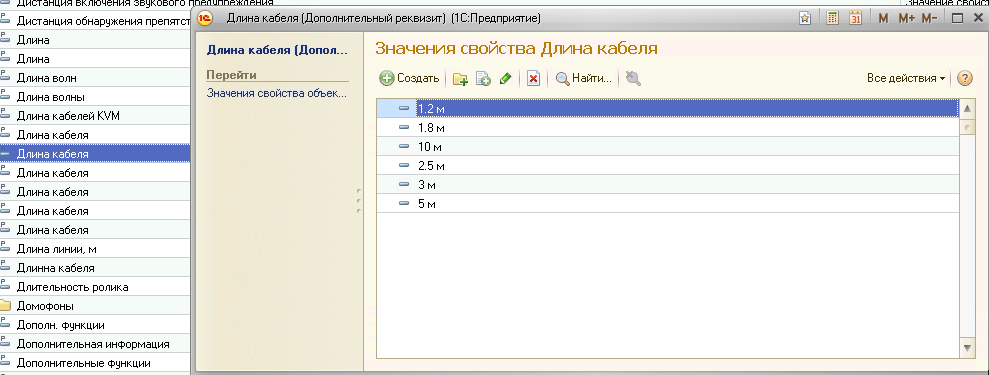 Дистанция включения звукового предупреждения
Дистанция обнаружения препятст
Длина
Длина
Длина волн
Длина волны
Длина кабелей KVM
Длина кабеля
Длина кабеля
Длина кабеля
Длина кабеля
Длина кабеля
Длина кабеля
Длина линии, м
Длинна кабеля
Длительность ролика
Домофоны
Дополн. функции
Дополнительная информация
Дополнительные функции
Значение свойст
Длина кабеля (Дополнительный реквизит) (1С:Предприятие)
M M+ M-
Длина кабеля (Допол...
Перейти
Значения свойства объек...
Значения свойства Длина кабеля
Создать Найти... Все действия
1.2 м
1.8 м
10 м
2.5 м
3 м
5 м